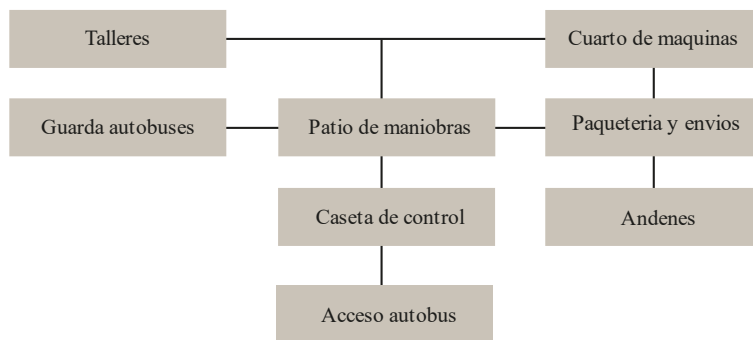 Talleres
Cuarto de maquinas
Guarda autobuses
Patio de maniobras
Paqueteria y envios
Caseta de control
Andenes
Acceso autobus